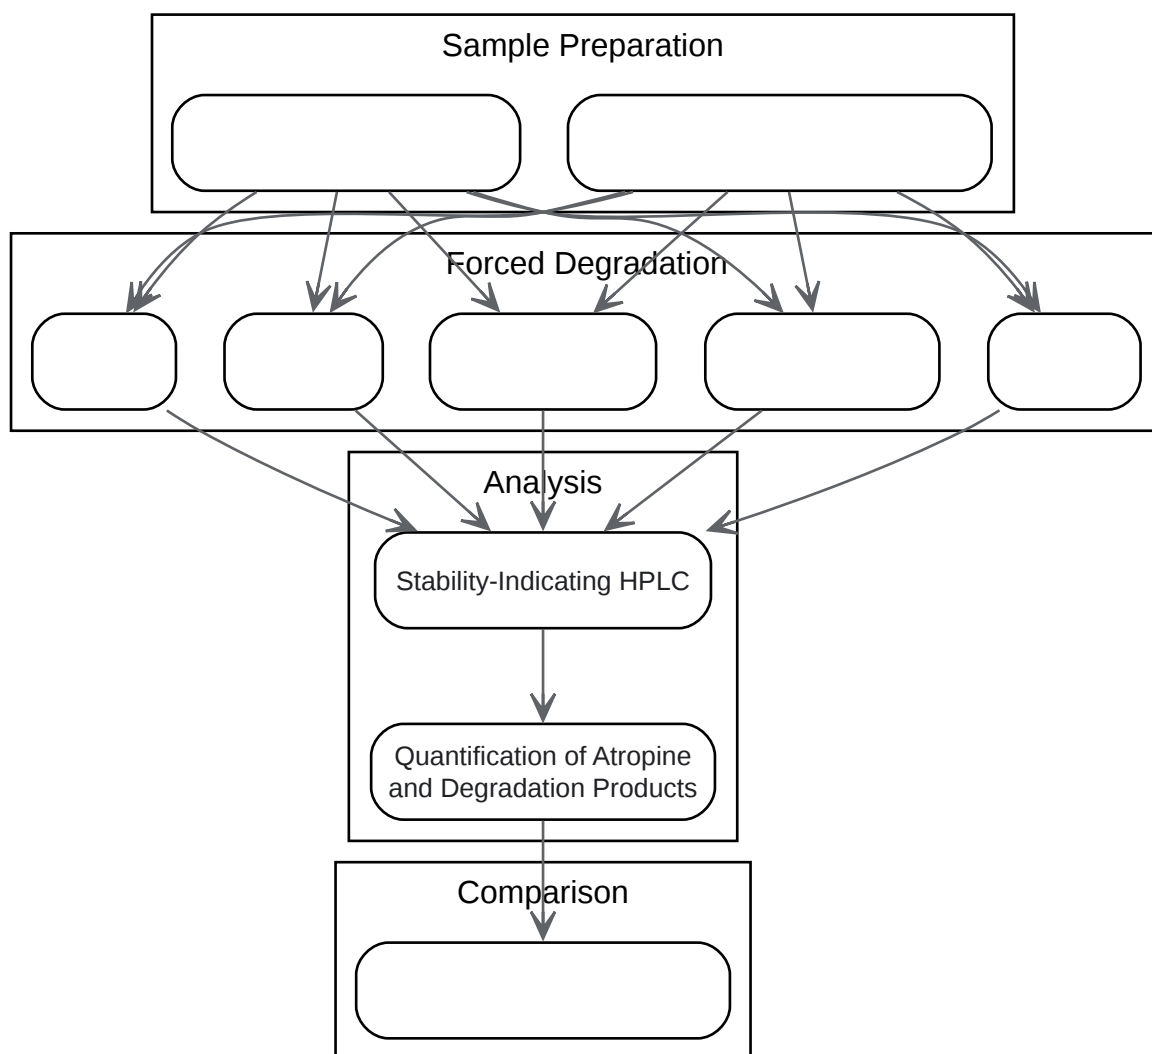 Sample Preparation
Forced Degradation
Analysis
Stability-Indicating HPLC
Quantification of Atropine
and Degradation Products
Comparison